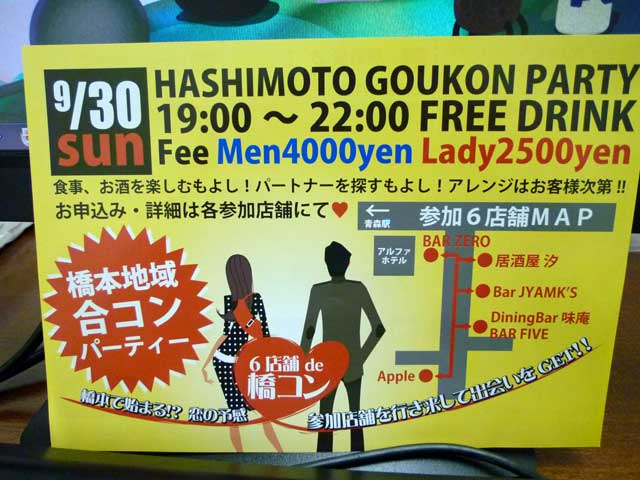 9/30
sun
HASHIMOTO GOUKON PARTY
19:00 ～ 22:00 FREE DRINK
Fee Men4000yen Lady2500yen
食事、お酒を楽しむもよし！パートナーを探すもよし！アレンジはお客様次第!!
お申込み・詳細は各参加店舗にて♥
← 青森駅
参加６店舗ＭＡＰ
アルファ
ホテル
BAR ZERO
居酒屋 汐
Bar JYAMK'S
DiningBar 味庵
BAR FIVE
Apple
橋本地域
合コン
パーティー
６店舗 de
橋コン
橋本で始まる!? 恋の予感
参加店舗を行き来して出会いをGET!!